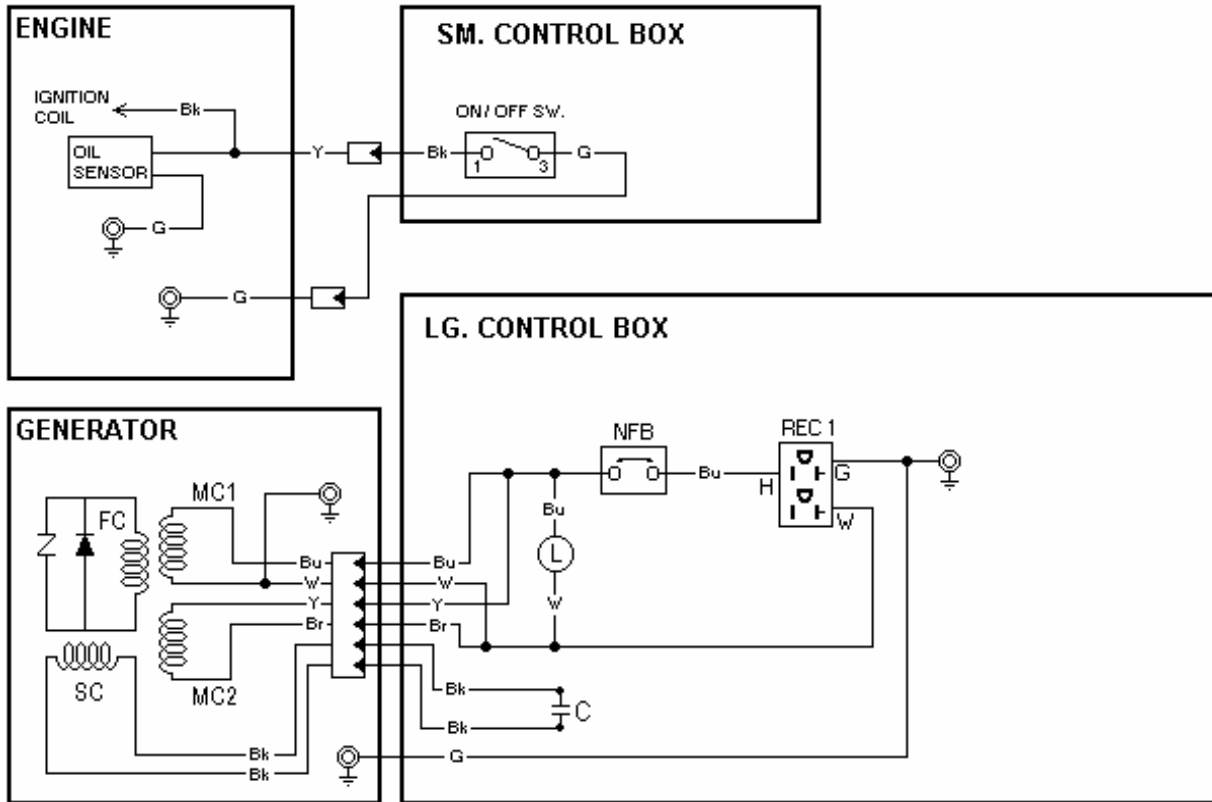 ENGINE
SM. CONTROL BOX
IGNITION
COIL
Bk
ON/OFF SW.
OIL
SENSOR
Y
Bk
1
3
G
G
G
LG. CONTROL BOX
GENERATOR
NFB
REC 1
Bu
H
G
W
MC1
FC
Bu
L
W
Bu
W
Y
Br
Bu
W
Y
Br
SC
MC2
Bk
Bk
C
Bk
Bk
G